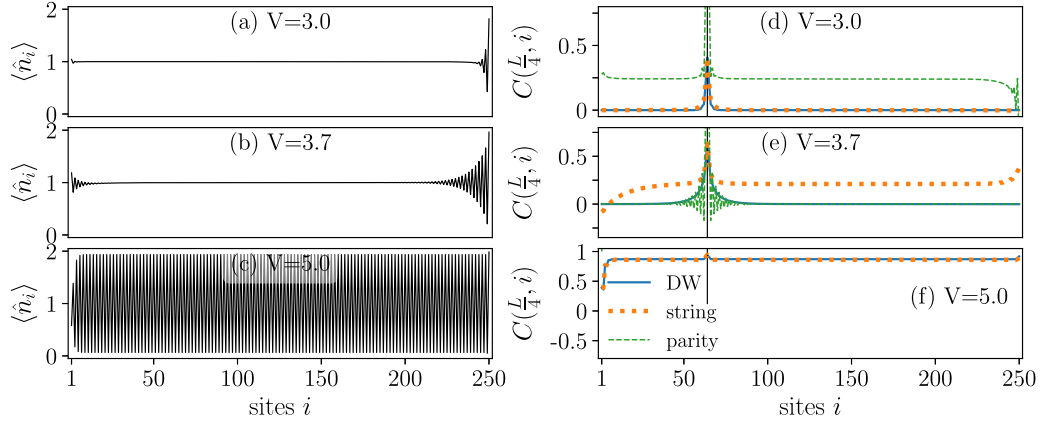 2
(a) V=3.0
⟨n̂ᵢ⟩
1
0
2
(b) V=3.7
⟨n̂ᵢ⟩
1
0
2
(c) V=5.0
⟨n̂ᵢ⟩
1
0
1 50 100 150 200 250
sites i
(d) V=3.0
0.5
C(L/4, i)
0
(e) V=3.7
0.5
C(L/4, i)
0
1
0.5
C(L/4, i)
0
-0.5
DW
string
parity
(f) V=5.0
1 50 100 150 200 250
sites i